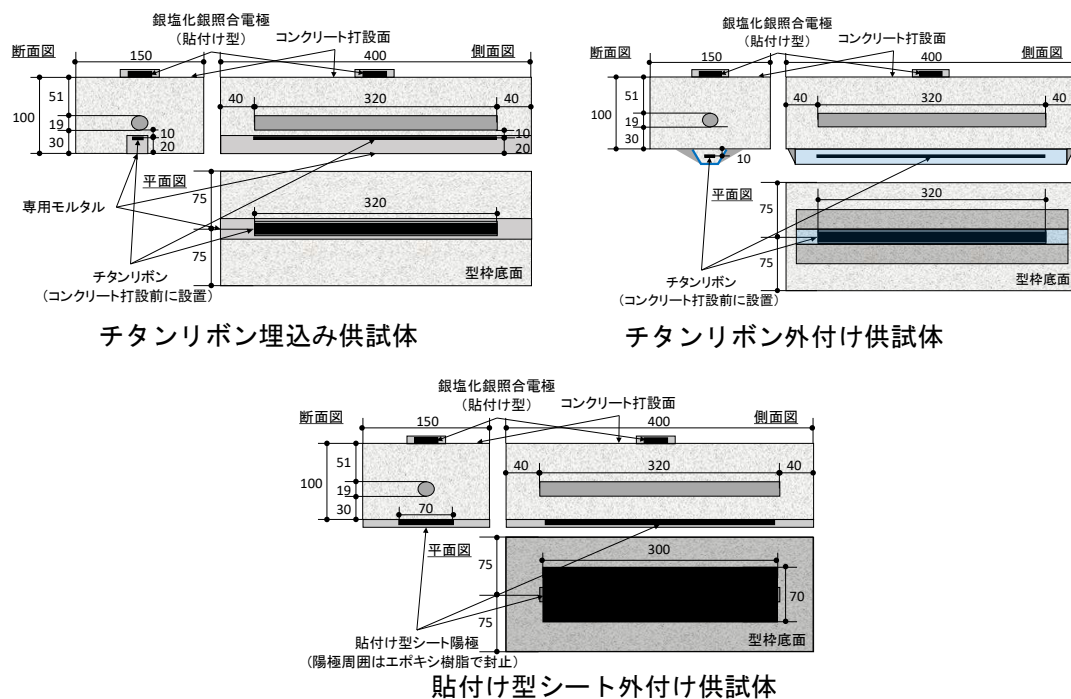 銀塩化銀照合電極
（貼付け型）
コンクリート打設面
断面図
150
400
側面図
51
100
19
30
40
320
40
10
20
10
20
平面図
75
320
専用モルタル
75
チタンリボン
（コンクリート打設前に設置）
型枠底面
チタンリボン埋込み供試体
銀塩化銀照合電極
（貼付け型）
コンクリート打設面
断面図
150
400
側面図
51
100
19
30
40
320
40
10
平面図
75
320
75
チタンリボン
（コンクリート打設前に設置）
型枠底面
チタンリボン外付け供試体
銀塩化銀照合電極
（貼付け型）
コンクリート打設面
断面図
150
400
側面図
51
100
19
30
40
320
40
70
平面図
75
300
70
75
貼付け型シート陽極
（陽極周囲はエポキシ樹脂で封止）
型枠底面
貼付け型シート外付け供試体